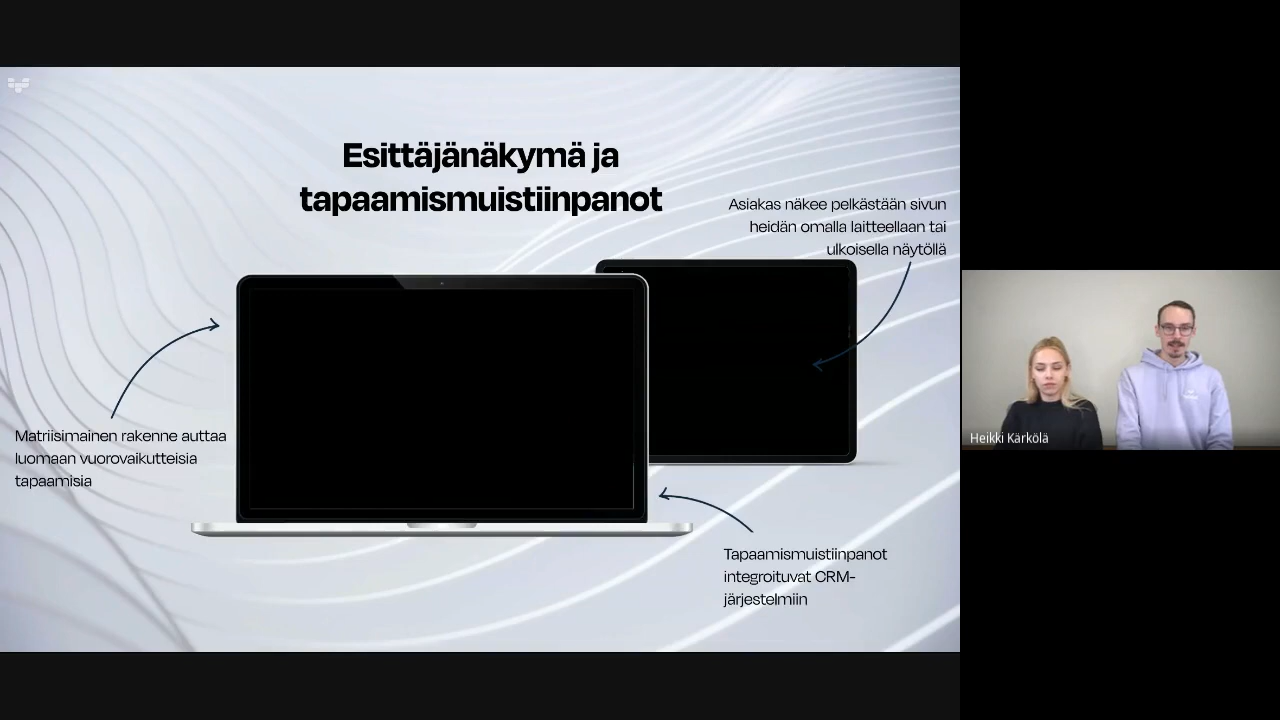 Esittäjänäkymä ja
tapaamismuistiinpanot
Asiakas näkee pelkästään sivun
heidän omalla laitteellaan tai
ulkoisella näytöllä
Matriisimainen rakenne auttaa
luomaan vuorovaikutteisia
tapaamisia
Tapaamismuistiinpanot
integroituvat CRM-
järjestelmiin
Heikki Kärkölä